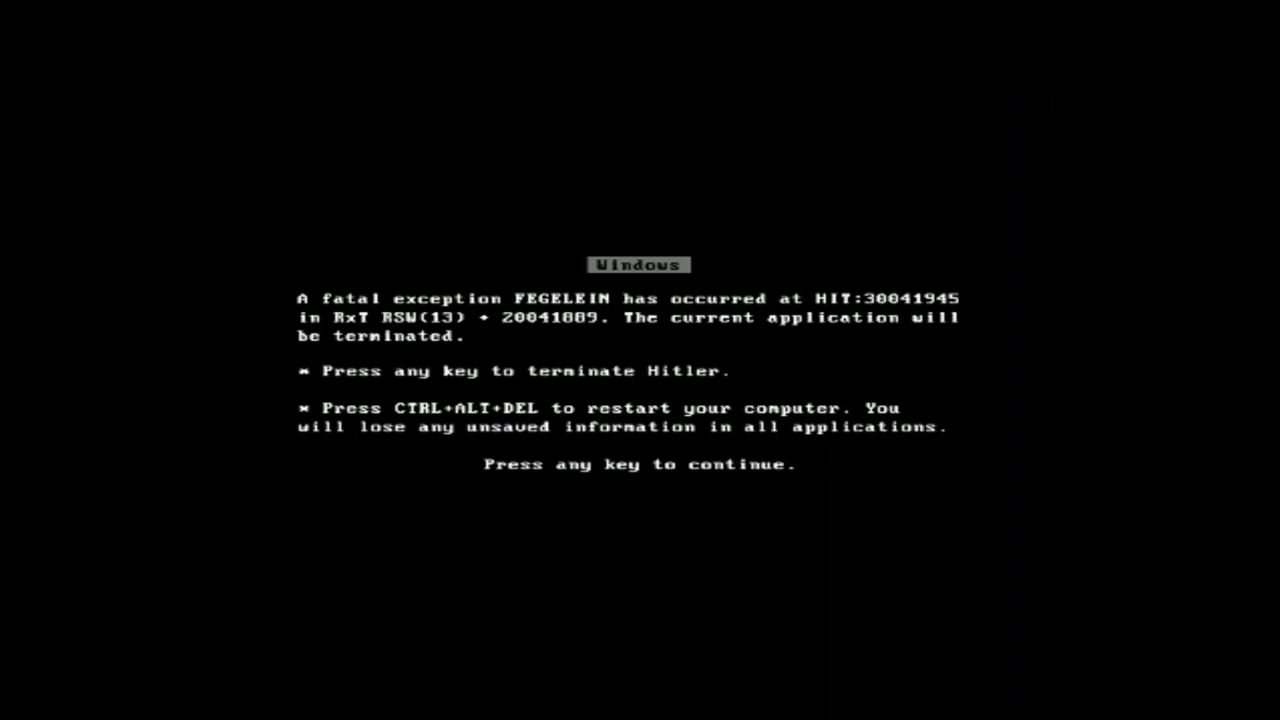 Windows
A fatal exception FEGELEIN has occurred at HIT:30041945
in RxT RSW(13) + 20041889. The current application will
be terminated.
* Press any key to terminate Hitler.
* Press CTRL+ALT+DEL to restart your computer. You
will lose any unsaved information in all applications.
Press any key to continue.